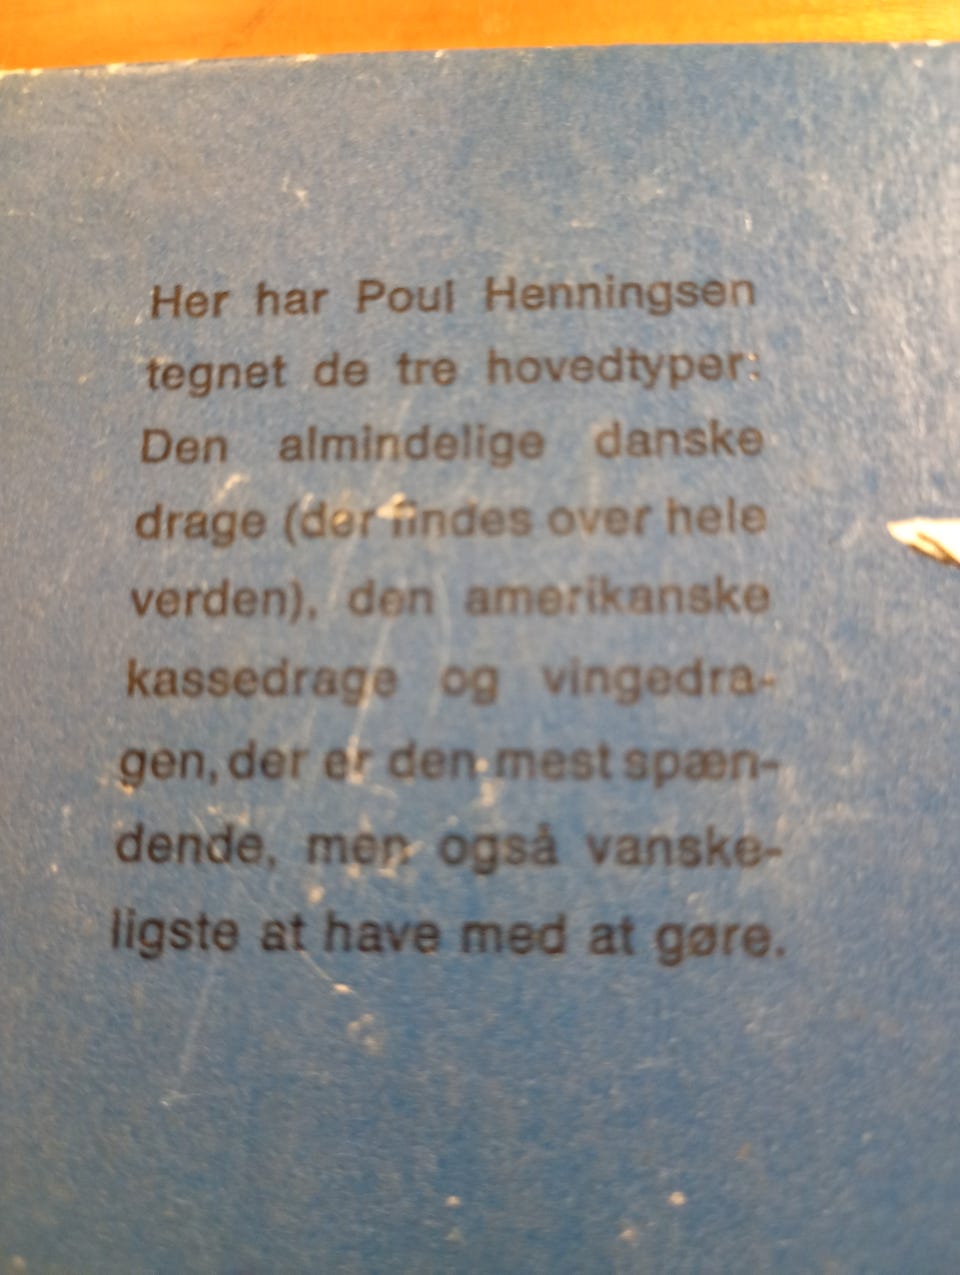 Her har Poul Henningsen
tegnet de tre hovedtyper:
Den almindelige danske
drage (der findes over hele
verden), den amerikanske
kassedrage og vingedra-
gen, der er den mest spæn-
dende, men også vanske-
ligste at have med at gøre.